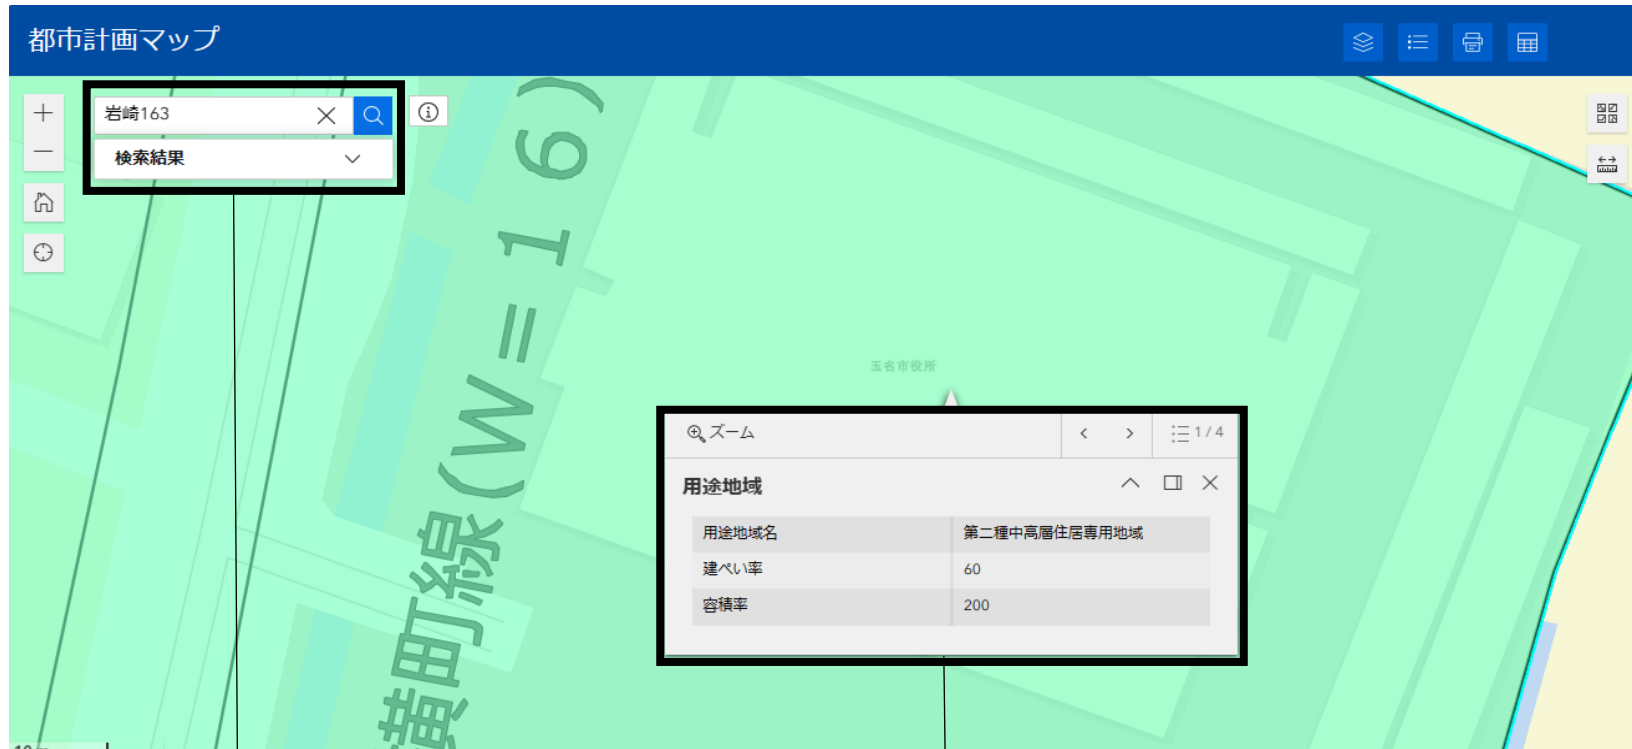 都市計画マップ
岩崎163
検索結果
横町線(W=16)
玉名市役所
ズーム
1 / 4
用途地域
用途地域名 第二種中高層住居専用地域
建ぺい率 60
容積率 200